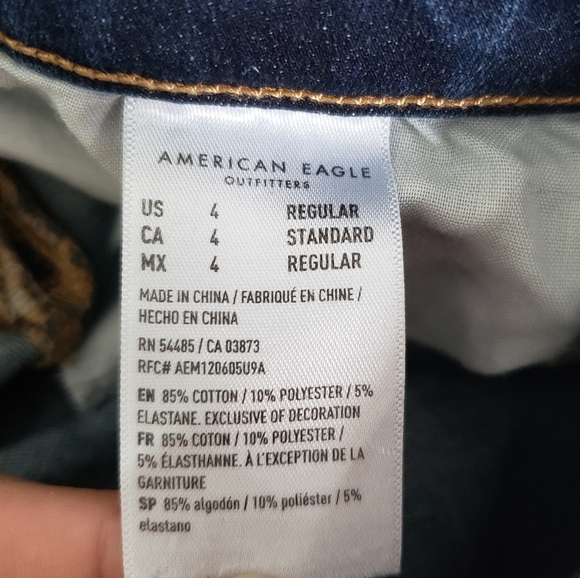 AMERICAN EAGLE
OUTFITTERS
US 4 REGULAR
CA 4 STANDARD
MX 4 REGULAR
MADE IN CHINA / FABRIQUÉ EN CHINE /
HECHO EN CHINA
RN 54485 / CA 03873
RFC# AEM120605U9A
EN 85% COTTON / 10% POLYESTER / 5%
ELASTANE. EXCLUSIVE OF DECORATION
FR 85% COTON / 10% POLYESTER /
5% ÉLASTHANNE. À L'EXCEPTION DE LA
GARNITURE
SP 85% algodón / 10% poliéster / 5%
elastano